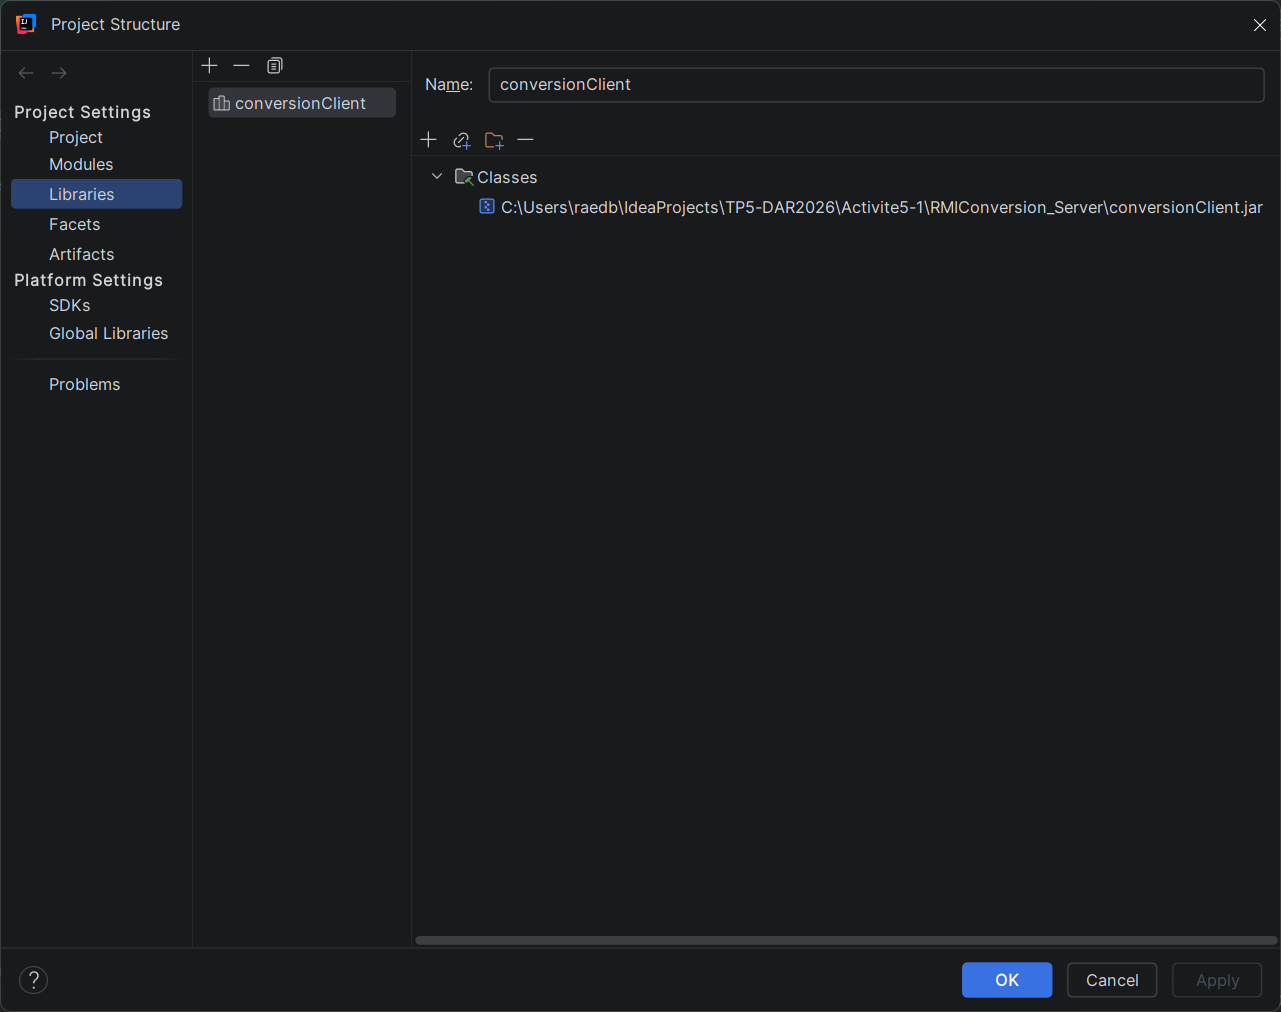 Project Structure
Project Settings
Project
Modules
Libraries
Facets
Artifacts
Platform Settings
SDKs
Global Libraries
Problems
conversionClient
Name: conversionClient
Classes
C:\Users\raedb\IdeaProjects\TP5-DAR2026\Activite5-1\RMIConversion_Server\conversionClient.jar
?
OK
Cancel
Apply